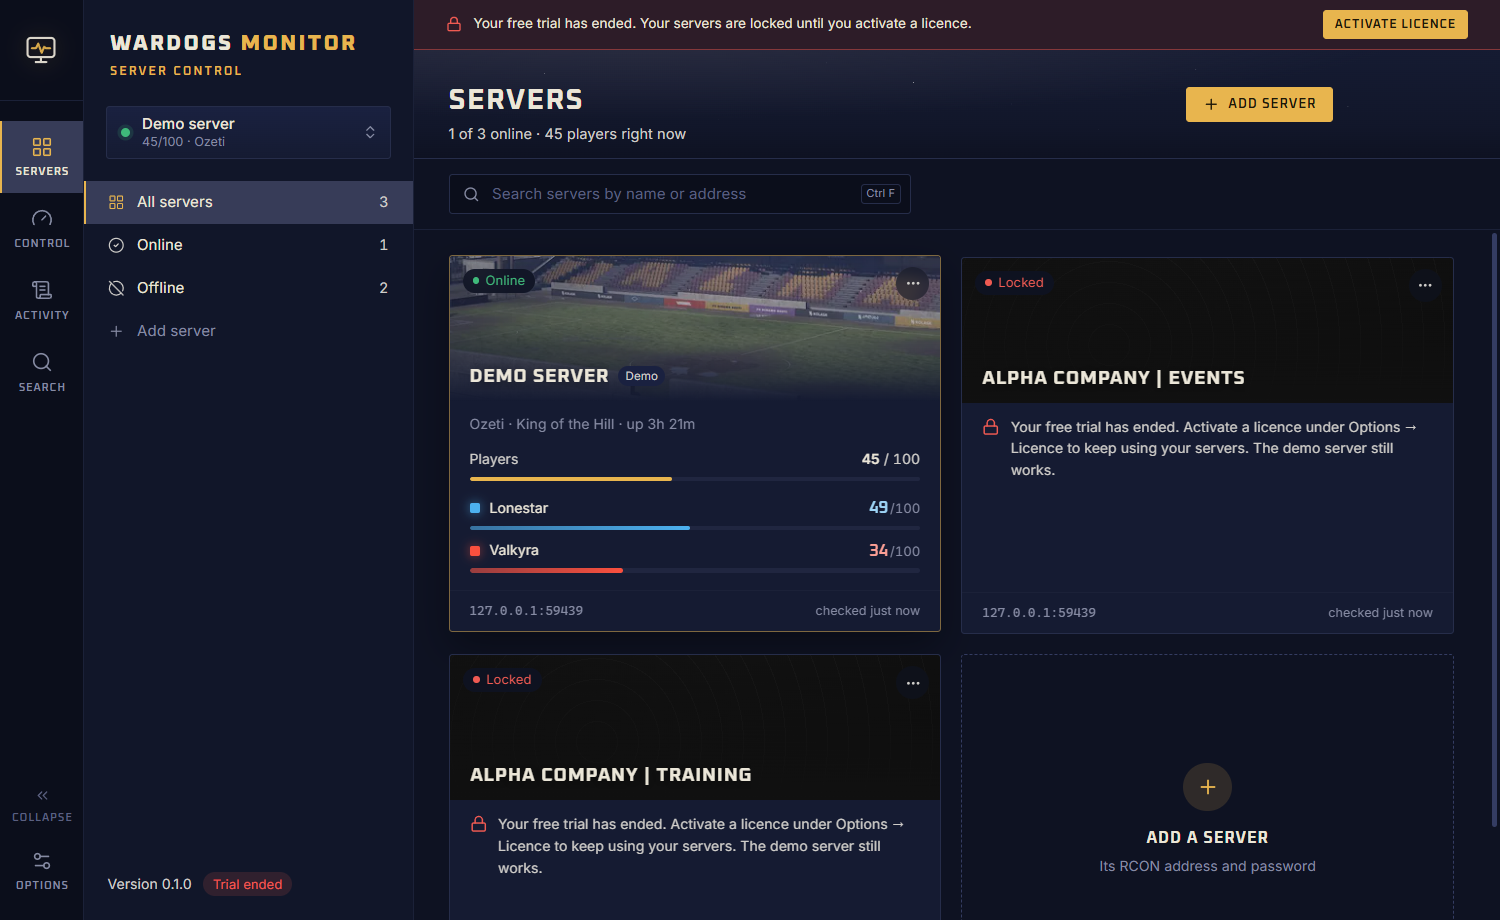 Your free trial has ended. Your servers are locked until you activate a licence.
ACTIVATE LICENCE
WARDOGS MONITOR
SERVER CONTROL
Demo server
45/100 · Ozeti
SERVERS
CONTROL
ACTIVITY
SEARCH
COLLAPSE
OPTIONS
All servers 3
Online 1
Offline 2
Add server
Version 0.1.0 Trial ended
SERVERS
1 of 3 online · 45 players right now
ADD SERVER
Search servers by name or address Ctrl F
Online
DEMO SERVER Demo
Ozeti · King of the Hill · up 3h 21m
Players 45 / 100
Lonestar 49/100
Valkyra 34/100
127.0.0.1:59439 checked just now
Locked
ALPHA COMPANY | EVENTS
Your free trial has ended. Activate a licence under Options →
Licence to keep using your servers. The demo server still
works.
127.0.0.1:59439 checked just now
Locked
ALPHA COMPANY | TRAINING
Your free trial has ended. Activate a licence under Options →
Licence to keep using your servers. The demo server still
works.
ADD A SERVER
Its RCON address and password